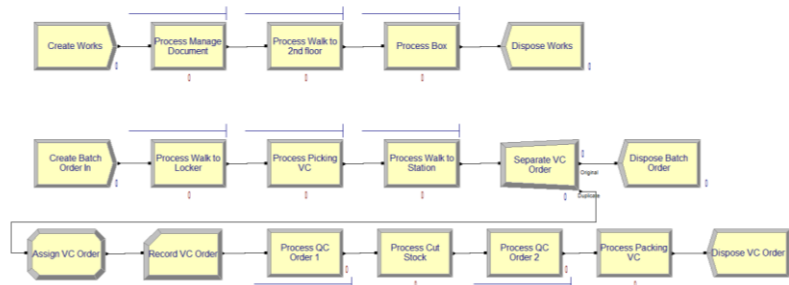 Create Works
Process Manage
Document
Process Walk to
2nd floor
Process Box
Dispose Works
Create Batch
Order In
Process Walk to
Locker
Process Picking
VC
Process Walk to
Station
Separate VC
Order
Original
Duplicate
Dispose Batch
Order
Assign VC Order
Record VC Order
Process QC
Order 1
Process Cut
Stock
Process QC
Order 2
Process Packing
VC
Dispose VC Order